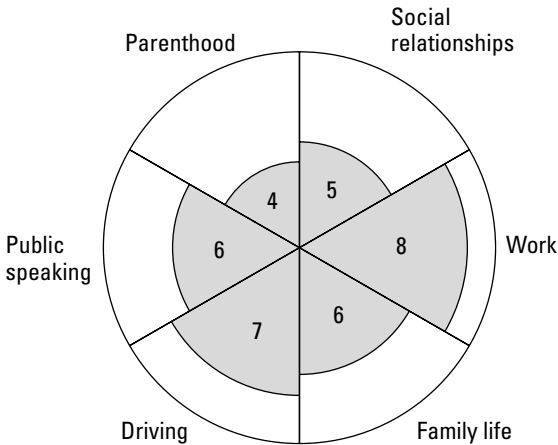 Social
relationships
Parenthood
4
5
Public
speaking
6
8
Work
7
6
Driving
Family life